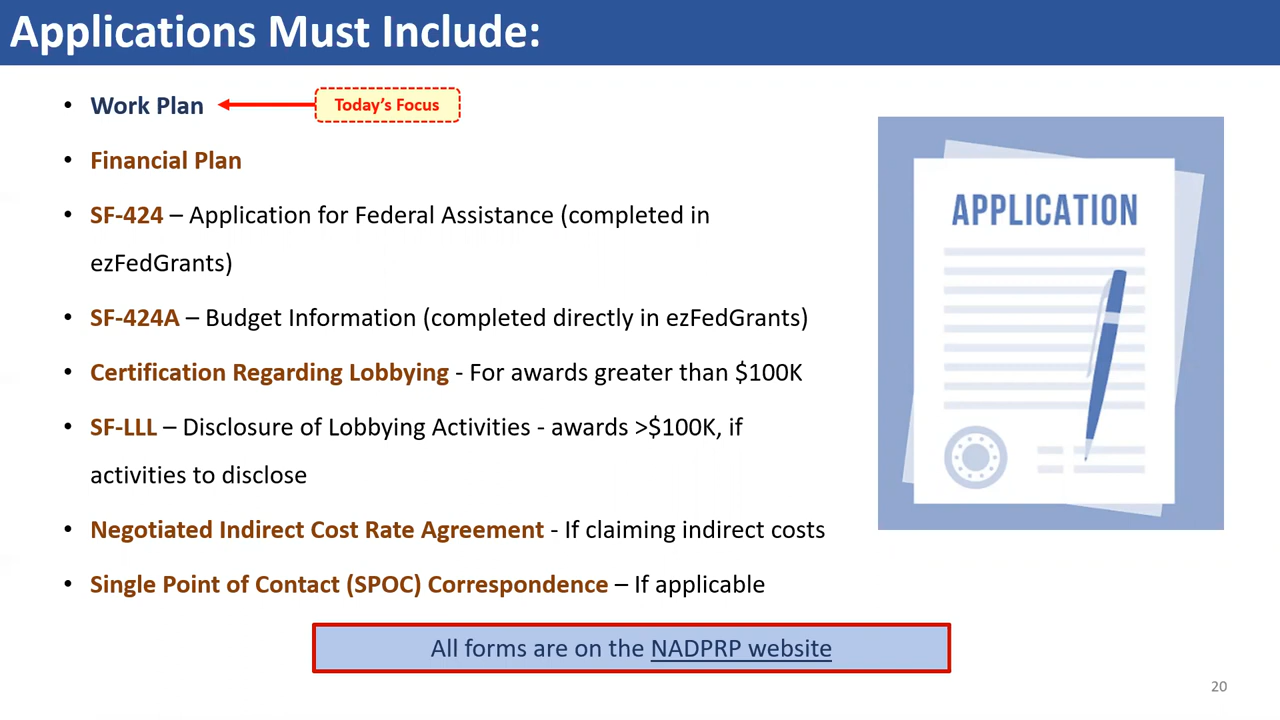 Applications Must Include:
• Work Plan
Today's Focus
• Financial Plan
• SF-424 – Application for Federal Assistance (completed in
ezFedGrants)
• SF-424A – Budget Information (completed directly in ezFedGrants)
• Certification Regarding Lobbying - For awards greater than $100K
• SF-LLL – Disclosure of Lobbying Activities - awards >$100K, if
activities to disclose
• Negotiated Indirect Cost Rate Agreement - If claiming indirect costs
• Single Point of Contact (SPOC) Correspondence – If applicable
APPLICATION
All forms are on the NADPRP website
20